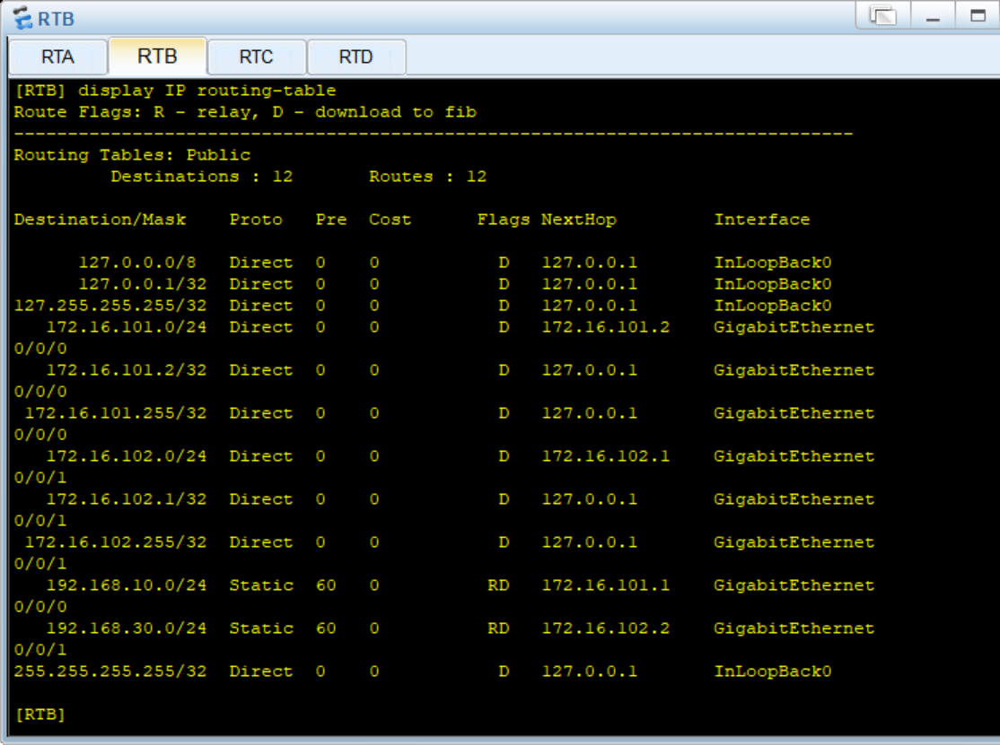 RTB
RTA RTB RTC RTD
[RTB] display IP routing-table
Route Flags: R - relay, D - download to fib
------------------------------------------------------------------------------
Routing Tables: Public
         Destinations : 12       Routes : 12

Destination/Mask    Proto   Pre  Cost      Flags NextHop         Interface

      127.0.0.0/8   Direct  0    0           D   127.0.0.1       InLoopBack0
      127.0.0.1/32  Direct  0    0           D   127.0.0.1       InLoopBack0
127.255.255.255/32  Direct  0    0           D   127.0.0.1       InLoopBack0
   172.16.101.0/24  Direct  0    0           D   172.16.101.2    GigabitEthernet
0/0/0
   172.16.101.2/32  Direct  0    0           D   127.0.0.1       GigabitEthernet
0/0/0
 172.16.101.255/32  Direct  0    0           D   127.0.0.1       GigabitEthernet
0/0/0
   172.16.102.0/24  Direct  0    0           D   172.16.102.1    GigabitEthernet
0/0/1
   172.16.102.1/32  Direct  0    0           D   127.0.0.1       GigabitEthernet
0/0/1
 172.16.102.255/32  Direct  0    0           D   127.0.0.1       GigabitEthernet
0/0/1
   192.168.10.0/24  Static  60   0          RD   172.16.101.1    GigabitEthernet
0/0/0
   192.168.30.0/24  Static  60   0          RD   172.16.102.2    GigabitEthernet
0/0/1
255.255.255.255/32  Direct  0    0           D   127.0.0.1       InLoopBack0

[RTB]